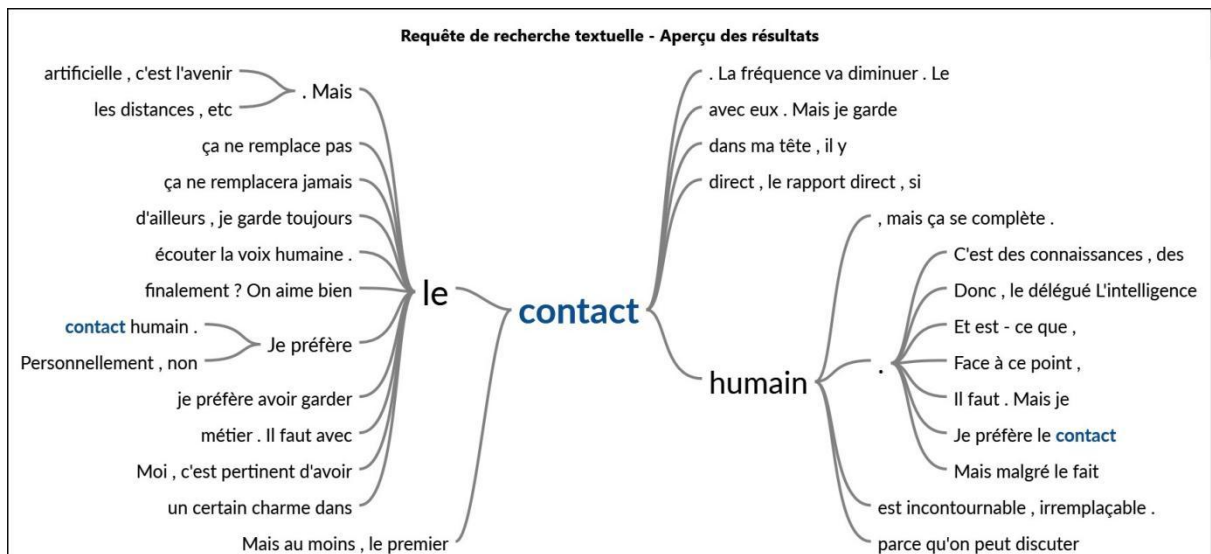 Requête de recherche textuelle - Aperçu des résultats
artificielle , c'est l'avenir
les distances , etc
. Mais
ça ne remplace pas
ça ne remplacera jamais
d'ailleurs , je garde toujours
écouter la voix humaine .
finalement ? On aime bien
contact humain .
Personnellement , non
Je préfère
je préfère avoir garder
métier . Il faut avec
Moi , c'est pertinent d'avoir
un certain charme dans
le
Mais au moins , le premier
contact
. La fréquence va diminuer . Le
avec eux . Mais je garde
dans ma tête , il y
direct , le rapport direct , si
humain
, mais ça se complète .
.
C'est des connaissances , des
Donc , le délégué L'intelligence
Et est - ce que ,
Face à ce point ,
Il faut . Mais je
Je préfère le contact
Mais malgré le fait
est incontournable , irremplaçable .
parce qu'on peut discuter